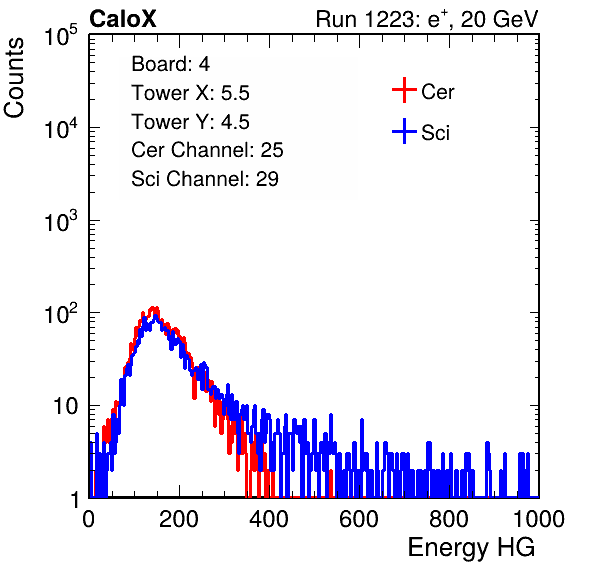 CaloX Run 1223: e⁺, 20 GeV
Counts
Board: 4
Tower X: 5.5
Tower Y: 4.5
Cer Channel: 25
Sci Channel: 29
Cer
Sci
10⁵
10⁴
10³
10²
10
1
0 200 400 600 800 1000
Energy HG